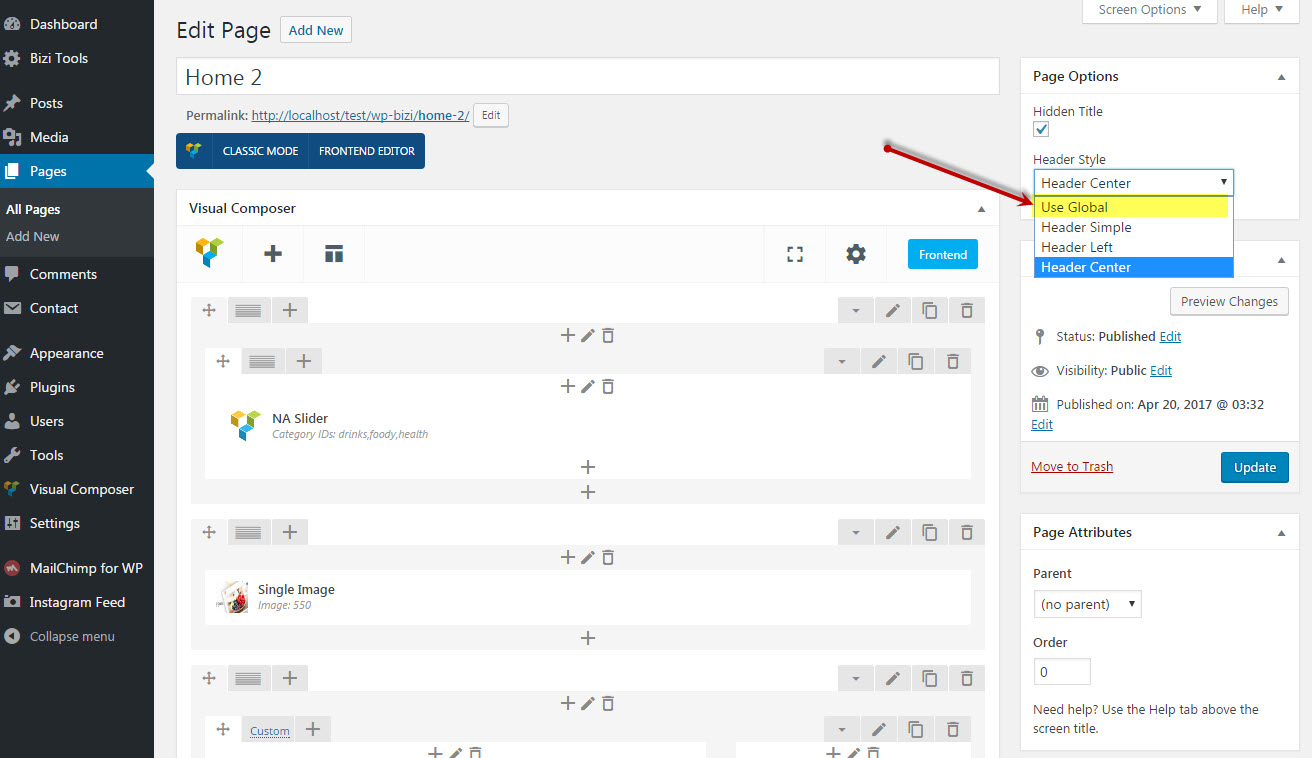 Dashboard
Bizi Tools
Posts
Media
Pages
All Pages
Add New
Comments
Contact
Appearance
Plugins
Users
Tools
Visual Composer
Settings
MailChimp for WP
Instagram Feed
Collapse menu
Screen Options
Help
Edit Page
Add New
Home 2
Permalink: http://localhost/test/wp-bizi/home-2/ Edit
CLASSIC MODE
FRONTEND EDITOR
Visual Composer
Frontend
NA Slider
Category IDs: drinks,foody,health
Single Image
Image: 550
Custom
Page Options
Hidden Title
Header Style
Header Center
Use Global
Header Simple
Header Left
Header Center
Preview Changes
Status: Published Edit
Visibility: Public Edit
Published on: Apr 20, 2017 @ 03:32
Edit
Move to Trash
Update
Page Attributes
Parent
(no parent)
Order
0
Need help? Use the Help tab above the
screen title.